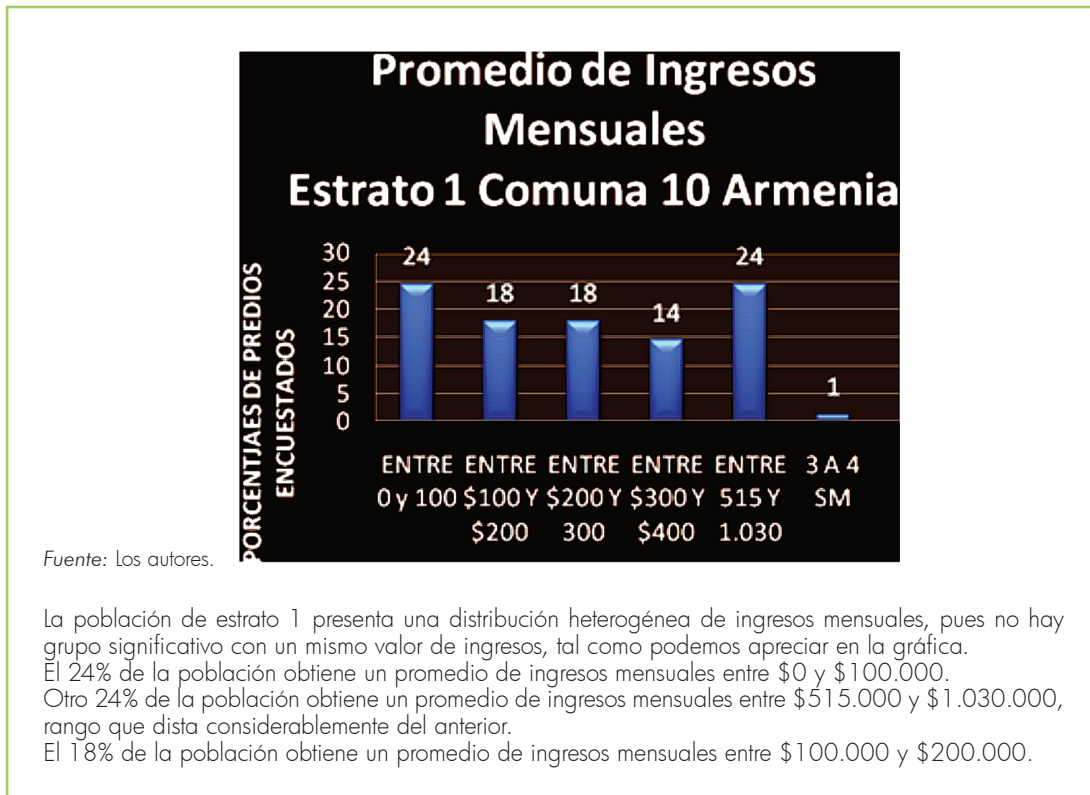 Promedio de Ingresos
Mensuales
Estrato 1 Comuna 10 Armenia
PORCENTJAES DE PREDIOS
ENCUESTADOS
30
25
20
15
10
5
0
24
18
18
14
24
1
ENTRE 0 y 100
ENTRE $100 Y $200
ENTRE $200 Y 300
ENTRE $300 Y $400
ENTRE 515 Y 1.030
3 A 4 SM
Fuente: Los autores.
La población de estrato 1 presenta una distribución heterogénea de ingresos mensuales, pues no hay
grupo significativo con un mismo valor de ingresos, tal como podemos apreciar en la gráfica.
El 24% de la población obtiene un promedio de ingresos mensuales entre $0 y $100.000.
Otro 24% de la población obtiene un promedio de ingresos mensuales entre $515.000 y $1.030.000,
rango que dista considerablemente del anterior.
El 18% de la población obtiene un promedio de ingresos mensuales entre $100.000 y $200.000.